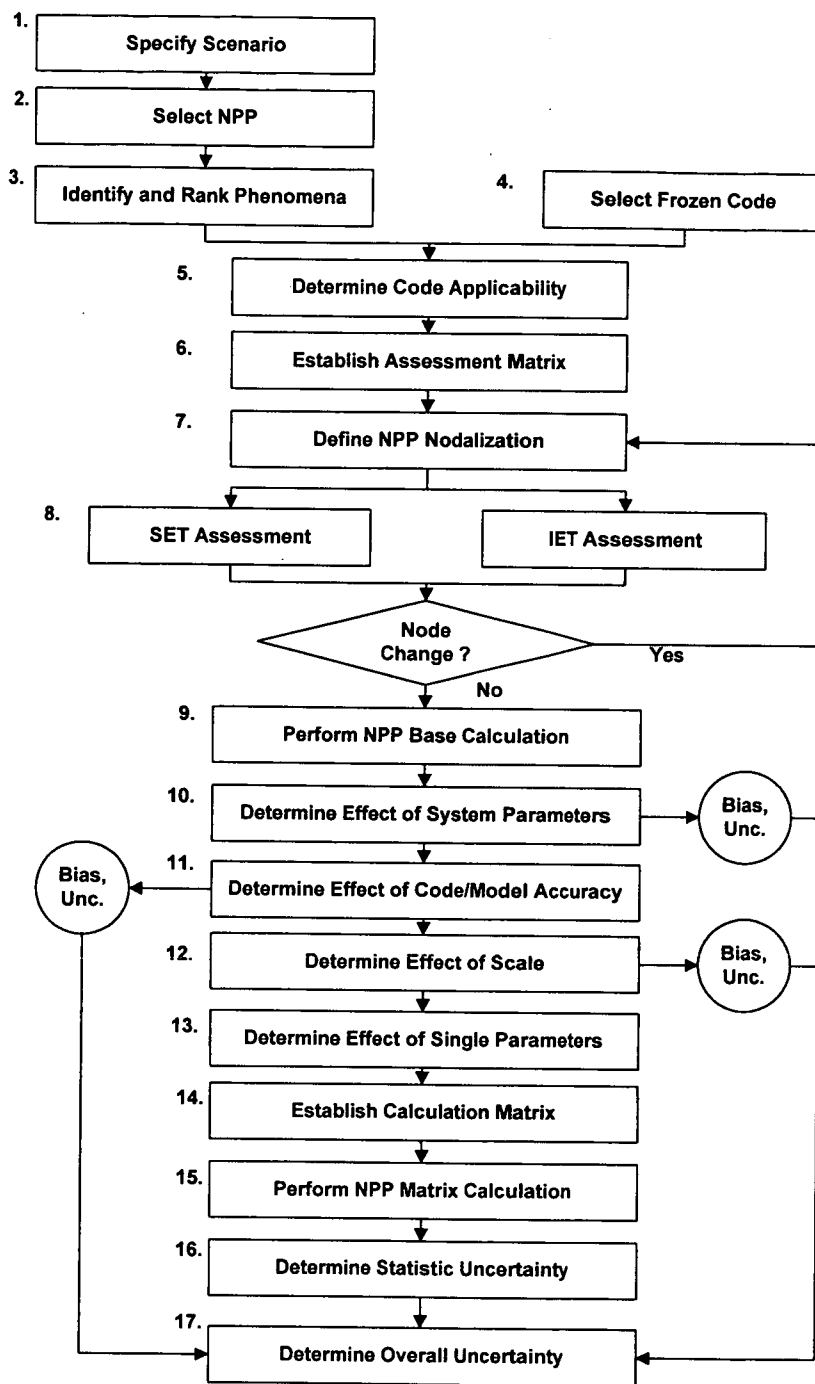 1.
Specify Scenario
2.
Select NPP
3.
Identify and Rank Phenomena
4.
Select Frozen Code
5.
Determine Code Applicability
6.
Establish Assessment Matrix
7.
Define NPP Nodalization
8.
SET Assessment
IET Assessment
Node
Change ?
Yes
No
9.
Perform NPP Base Calculation
10.
Determine Effect of System Parameters
Bias,
Unc.
11.
Determine Effect of Code/Model Accuracy
Bias,
Unc.
12.
Determine Effect of Scale
Bias,
Unc.
13.
Determine Effect of Single Parameters
14.
Establish Calculation Matrix
15.
Perform NPP Matrix Calculation
16.
Determine Statistic Uncertainty
17.
Determine Overall Uncertainty